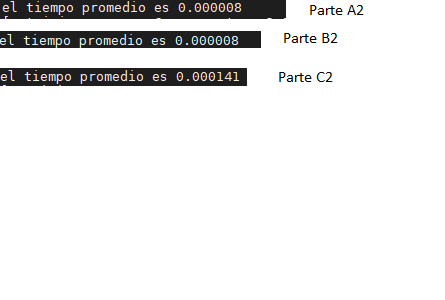 el tiempo promedio es 0.000008 Parte A2
el tiempo promedio es 0.000008 Parte B2
el tiempo promedio es 0.000141 Parte C2